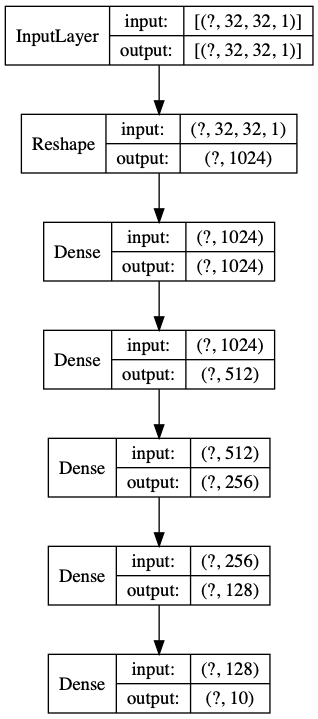 InputLayer
input: [(?, 32, 32, 1)]
output: [(?, 32, 32, 1)]
Reshape
input: (?, 32, 32, 1)
output: (?, 1024)
Dense
input: (?, 1024)
output: (?, 1024)
Dense
input: (?, 1024)
output: (?, 512)
Dense
input: (?, 512)
output: (?, 256)
Dense
input: (?, 256)
output: (?, 128)
Dense
input: (?, 128)
output: (?, 10)